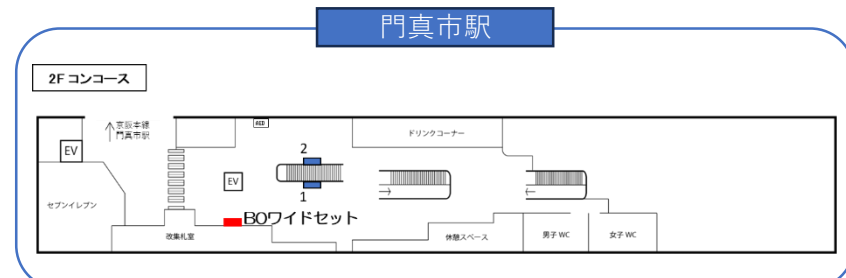 門真市駅
2F コンコース
京阪本線
門真市駅
AED
ドリンクコーナー
EV
2
EV
1
セブンイレブン
BOワイドセット
改集札室
休憩スペース
男子 WC
女子 WC